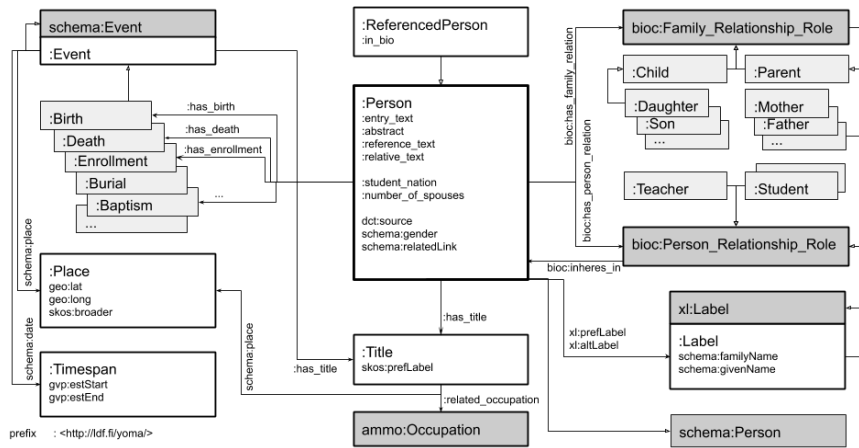 schema:Event
:Event
:Birth
:Death
:Enrollment
:Burial
:Baptism
...
:has_birth
:has_death
:has_enrollment
...
:ReferencedPerson
:in_bio
:Person
:entry_text
:abstract
:reference_text
:relative_text
:student_nation
:number_of_spouses
dct:source
schema:gender
schema:relatedLink
bioc:has_family_relation
bioc:has_person_relation
bioc:Family_Relationship_Role
:Child
:Parent
:Daughter
:Son
...
:Mother
:Father
...
:Teacher
:Student
bioc:Person_Relationship_Role
bioc:inheres_in
schema:place
:Place
geo:lat
geo:long
skos:broader
schema:date
:Timespan
gvp:estStart
gvp:estEnd
schema:place
:has_title
:has_title
:Title
skos:prefLabel
:related_occupation
ammo:Occupation
xl:prefLabel
xl:altLabel
xl:Label
:Label
schema:familyName
schema:givenName
schema:Person
prefix : <http://ldf.fi/yoma/>